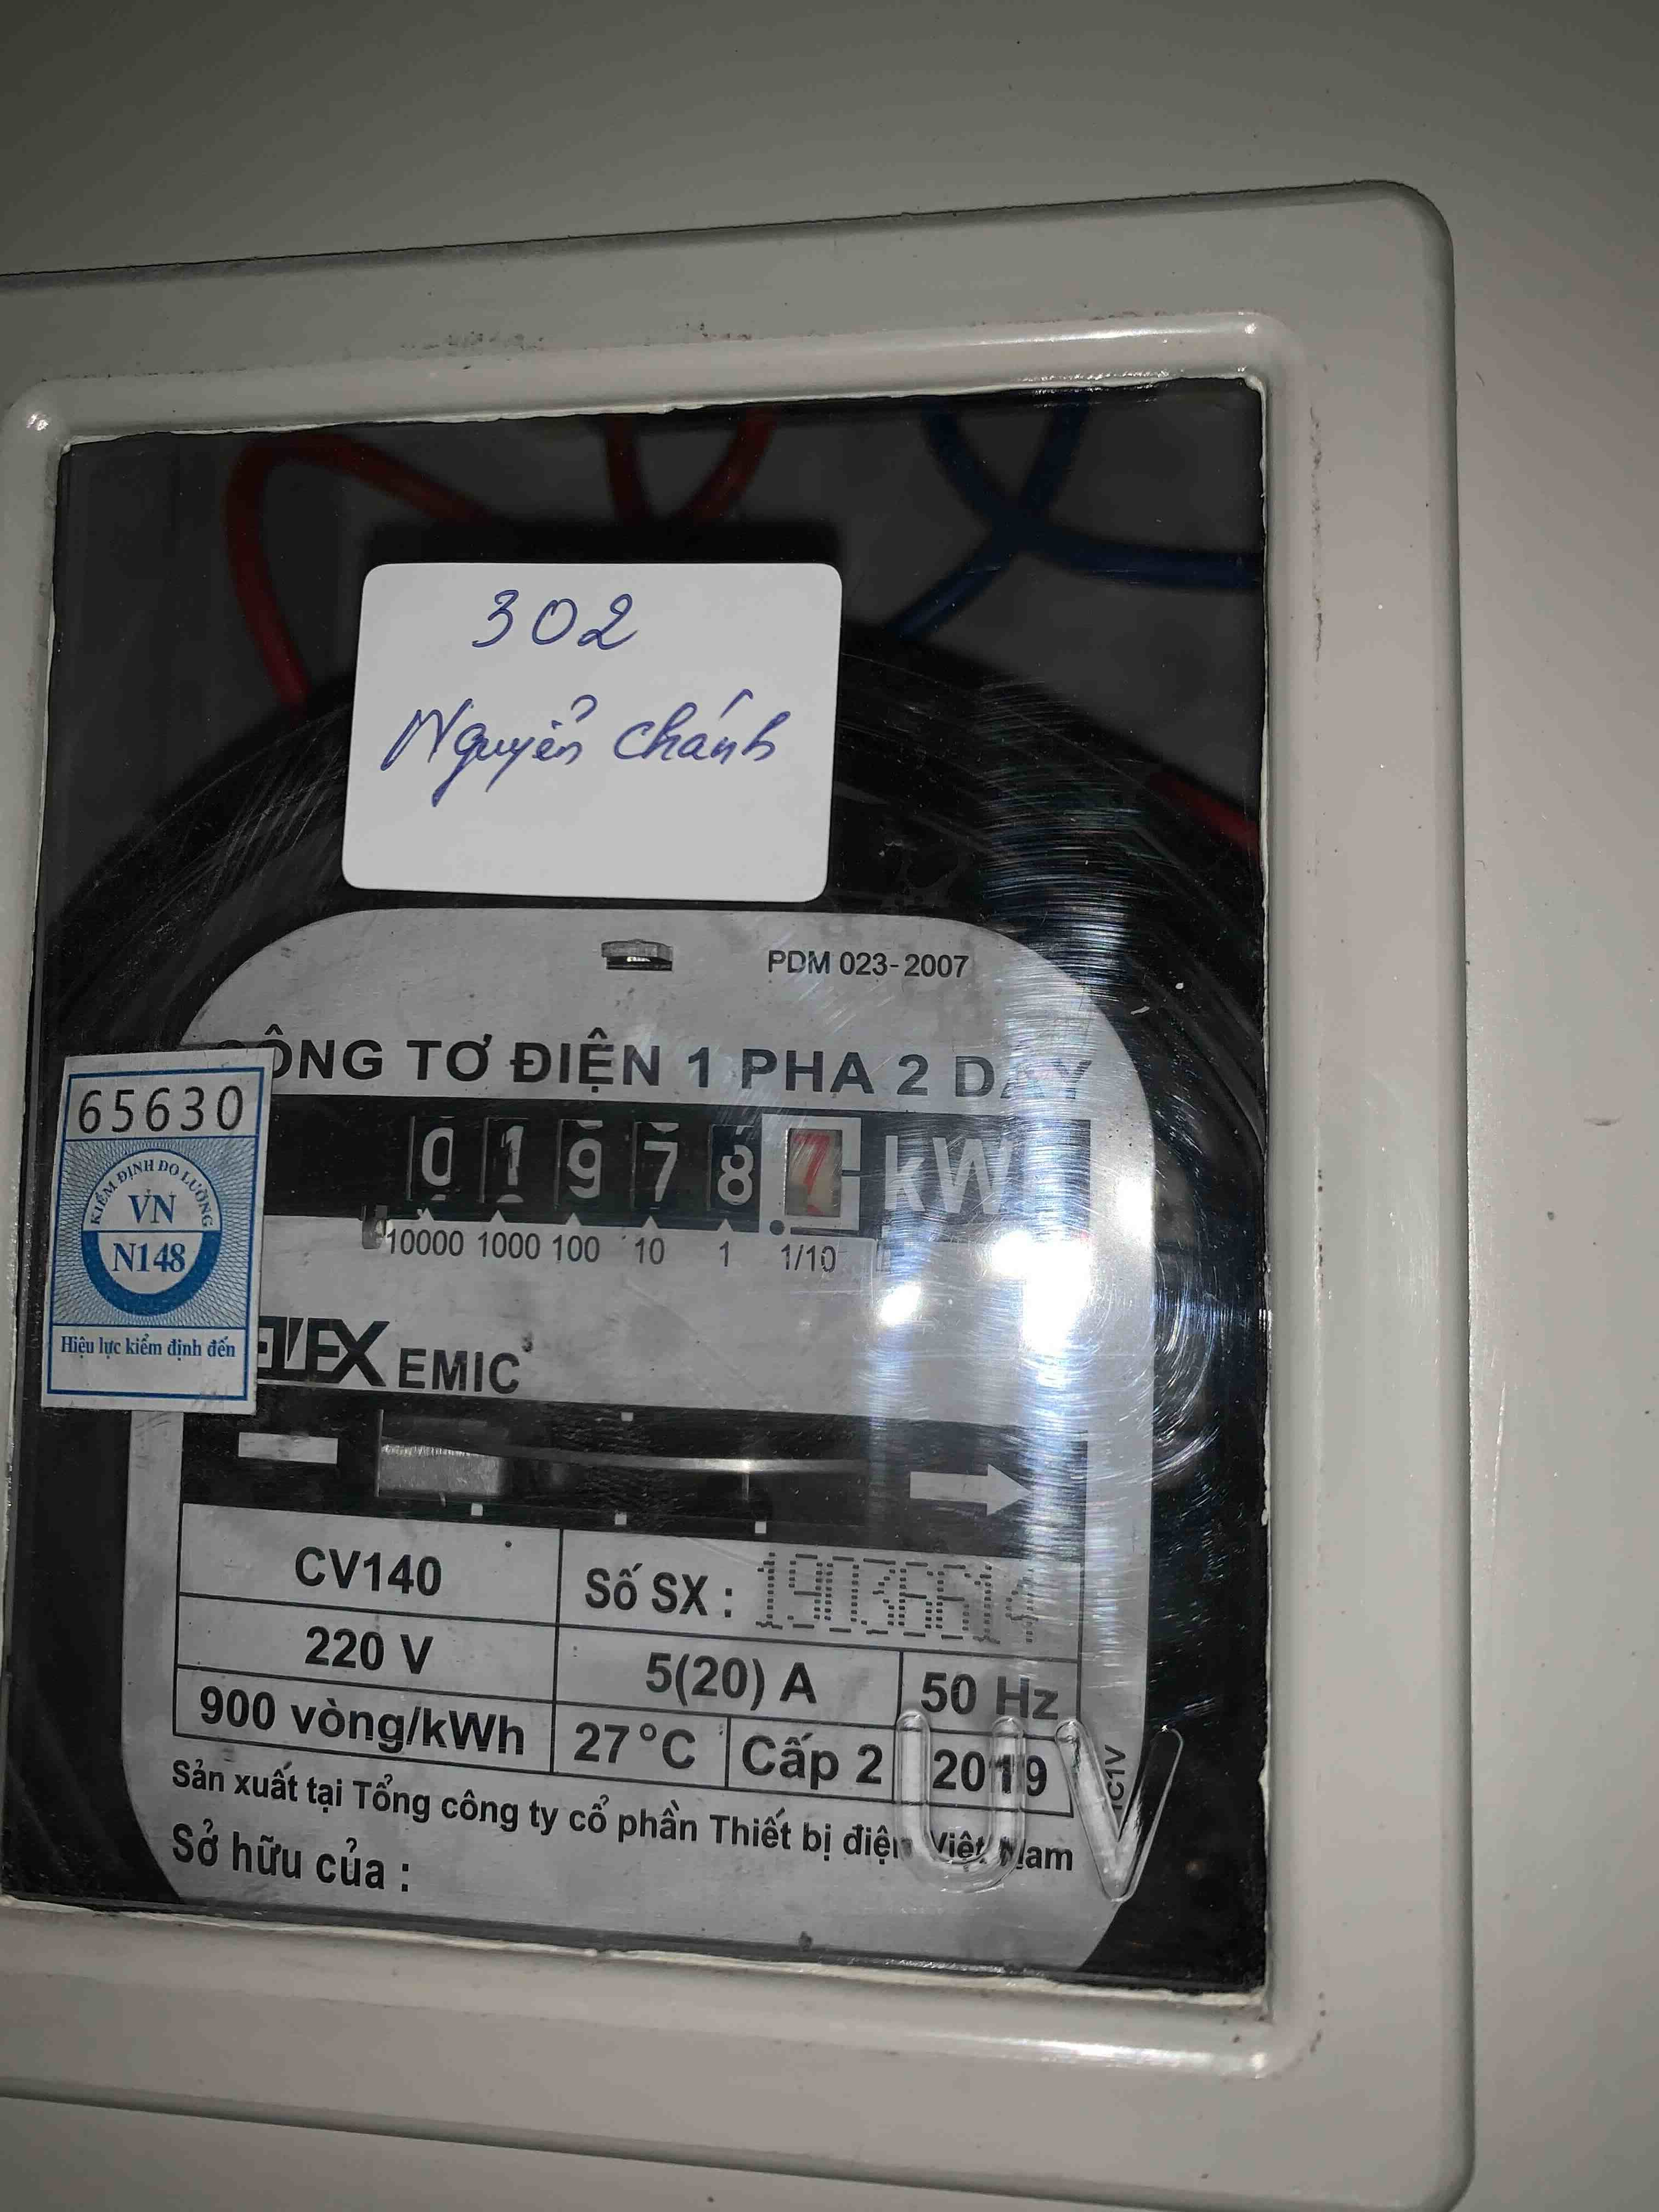 302
Nguyển chánh
PDM 023-2007
CÔNG TƠ ĐIỆN 1 PHA 2 DÂY
65630
KIỂM ĐỊNH ĐO LƯỜNG
VN
N148
Hiệu lực kiểm định đến
0 1 9 7 8 7 kW
10000 1000 100 10 1 1/10
EMIC
CV140
Số SX : 19036614
220 V
5(20) A
50 Hz
900 vòng/kWh
27°C
Cấp 2
2019
Sản xuất tại Tổng công ty cổ phần Thiết bị điện Việt Nam
Sở hữu của :
UV